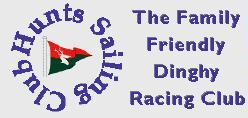 Hunts Sailing Club
The Family
Friendly
Dinghy
Racing Club